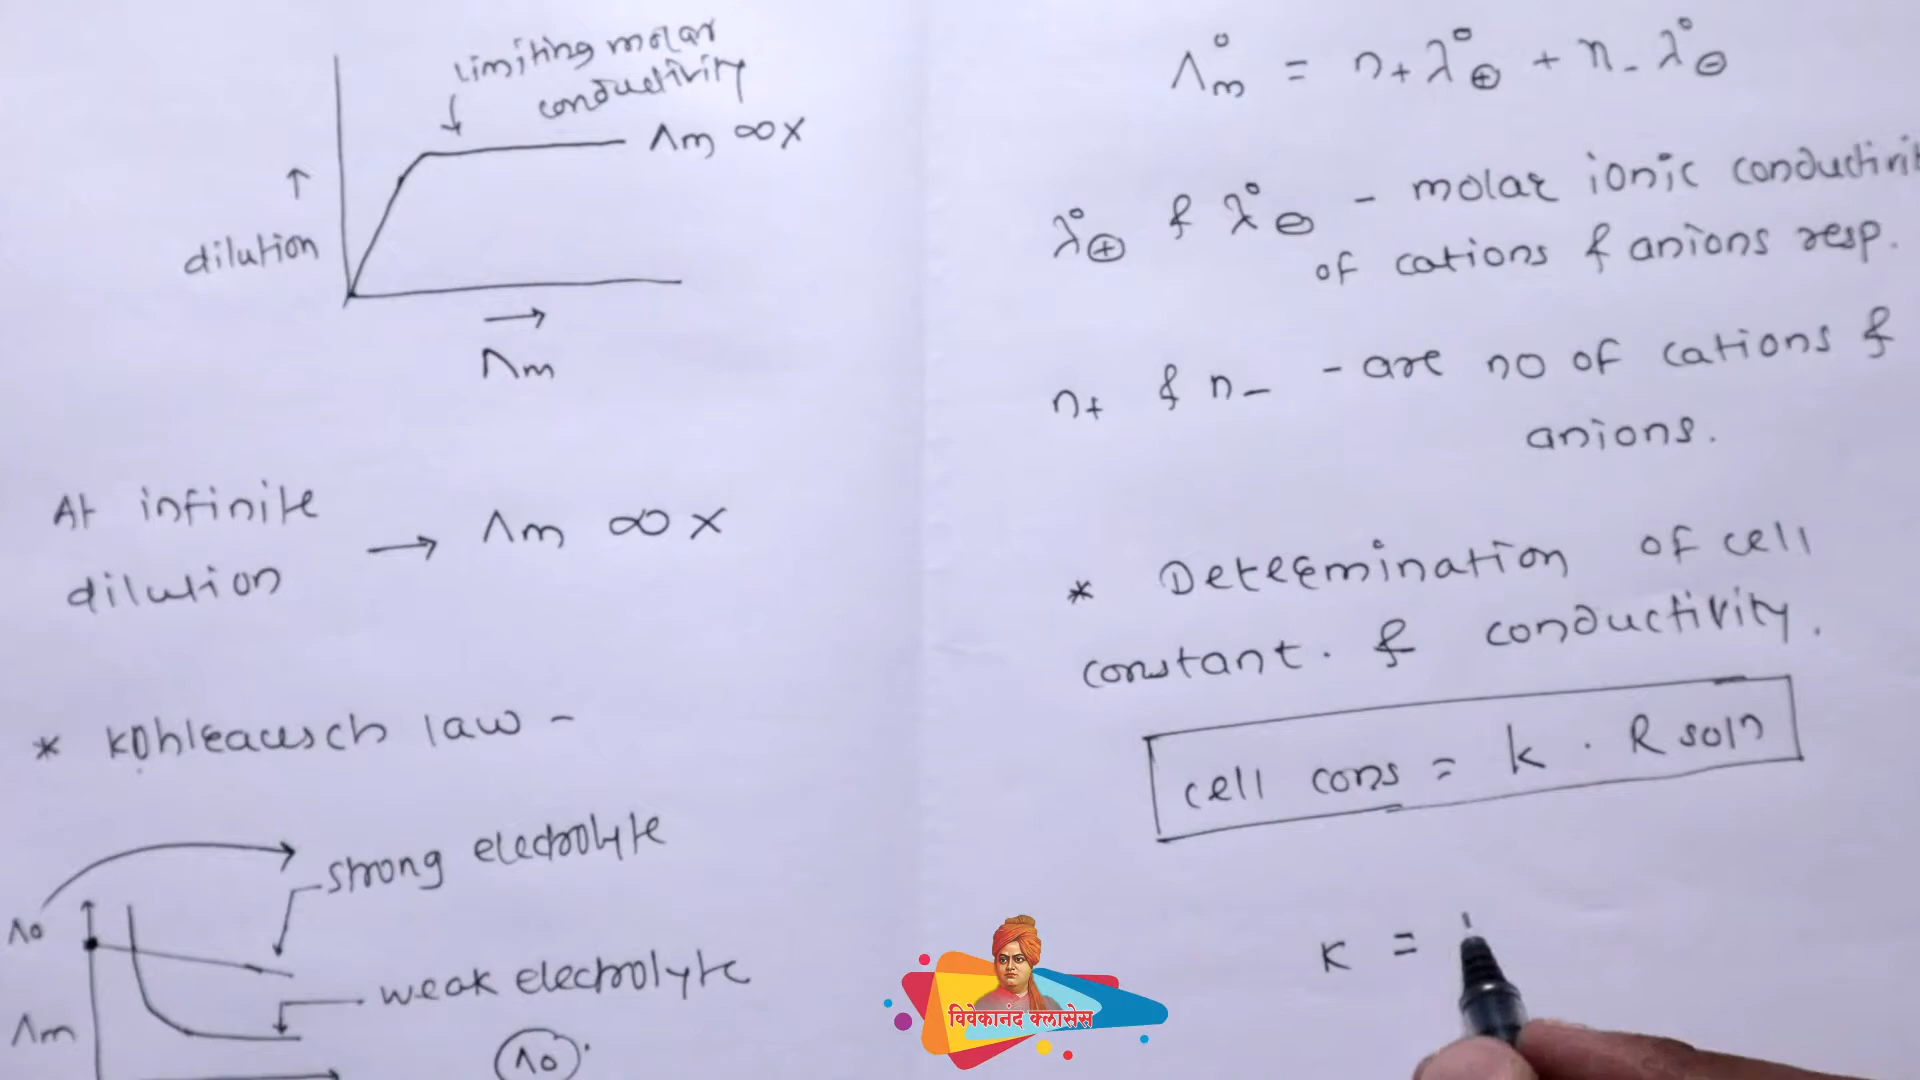 limiting molar
conductivity
Λm ∞ x
↑
dilution
→
Λm
At infinite
dilution → Λm ∞ x
* Kohlrausch law -
strong electrolyte
Λo
weak electrolyte
Λm
Λo
Λ°m = n+ λ°⊕ + n- λ°⊖
λ°⊕ & λ°⊖ - molar ionic
of cations & anions resp.
n+ & n- - are no of cations &
anions.
* Determination of cell
constant. & conductivity.
cell cons = k . R soln
K =
विवेकानंद क्लासेस